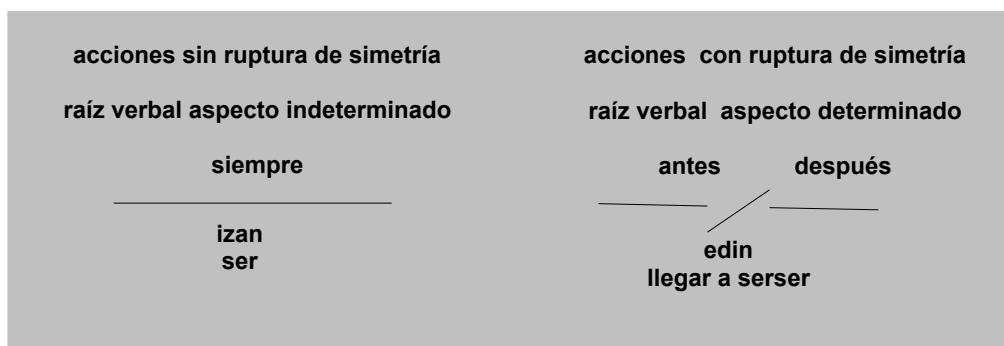 acciones sin ruptura de simetría
raíz verbal aspecto indeterminado
siempre
izan
ser
acciones con ruptura de simetría
raíz verbal aspecto determinado
antes después
edin
llegar a serser